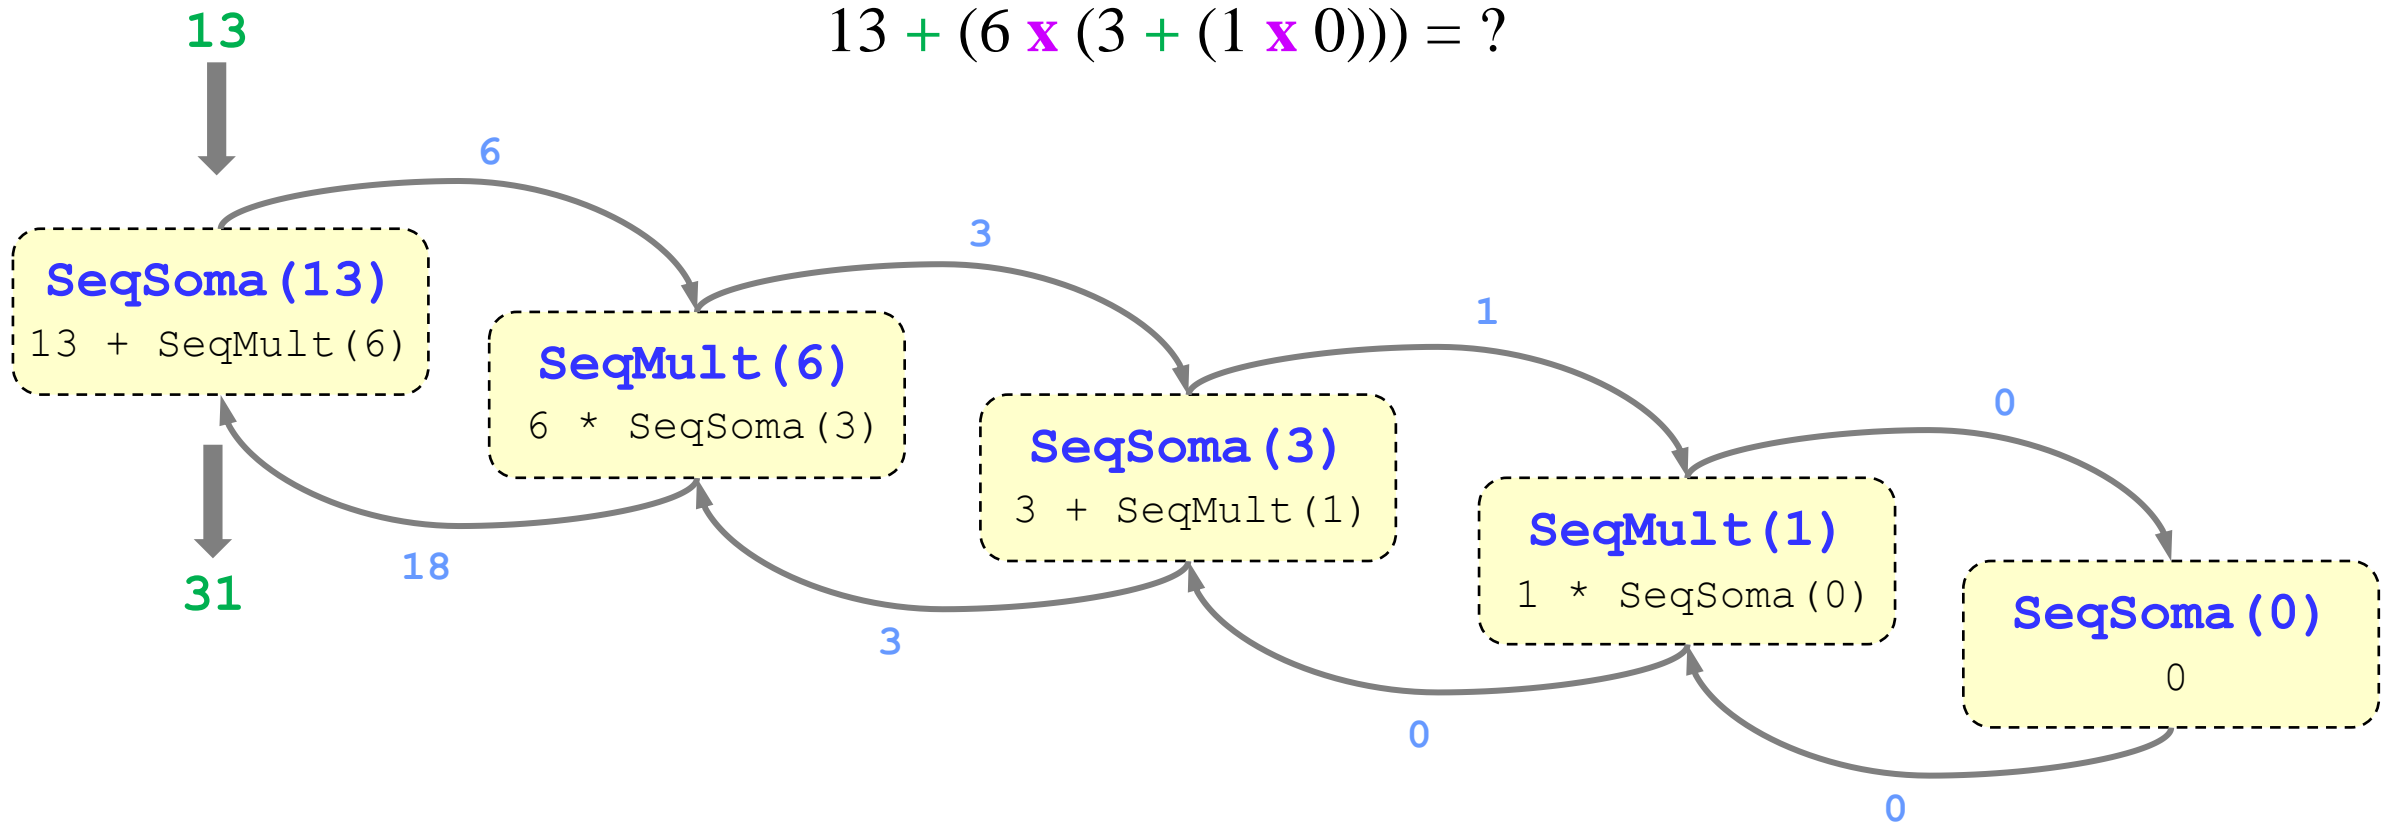 13
13 + (6 x (3 + (1 x 0))) = ?
6
3
1
0
SeqSoma(13)
13 + SeqMult(6)
SeqMult(6)
6 * SeqSoma(3)
SeqSoma(3)
3 + SeqMult(1)
SeqMult(1)
1 * SeqSoma(0)
SeqSoma(0)
0
31
18
3
0
0